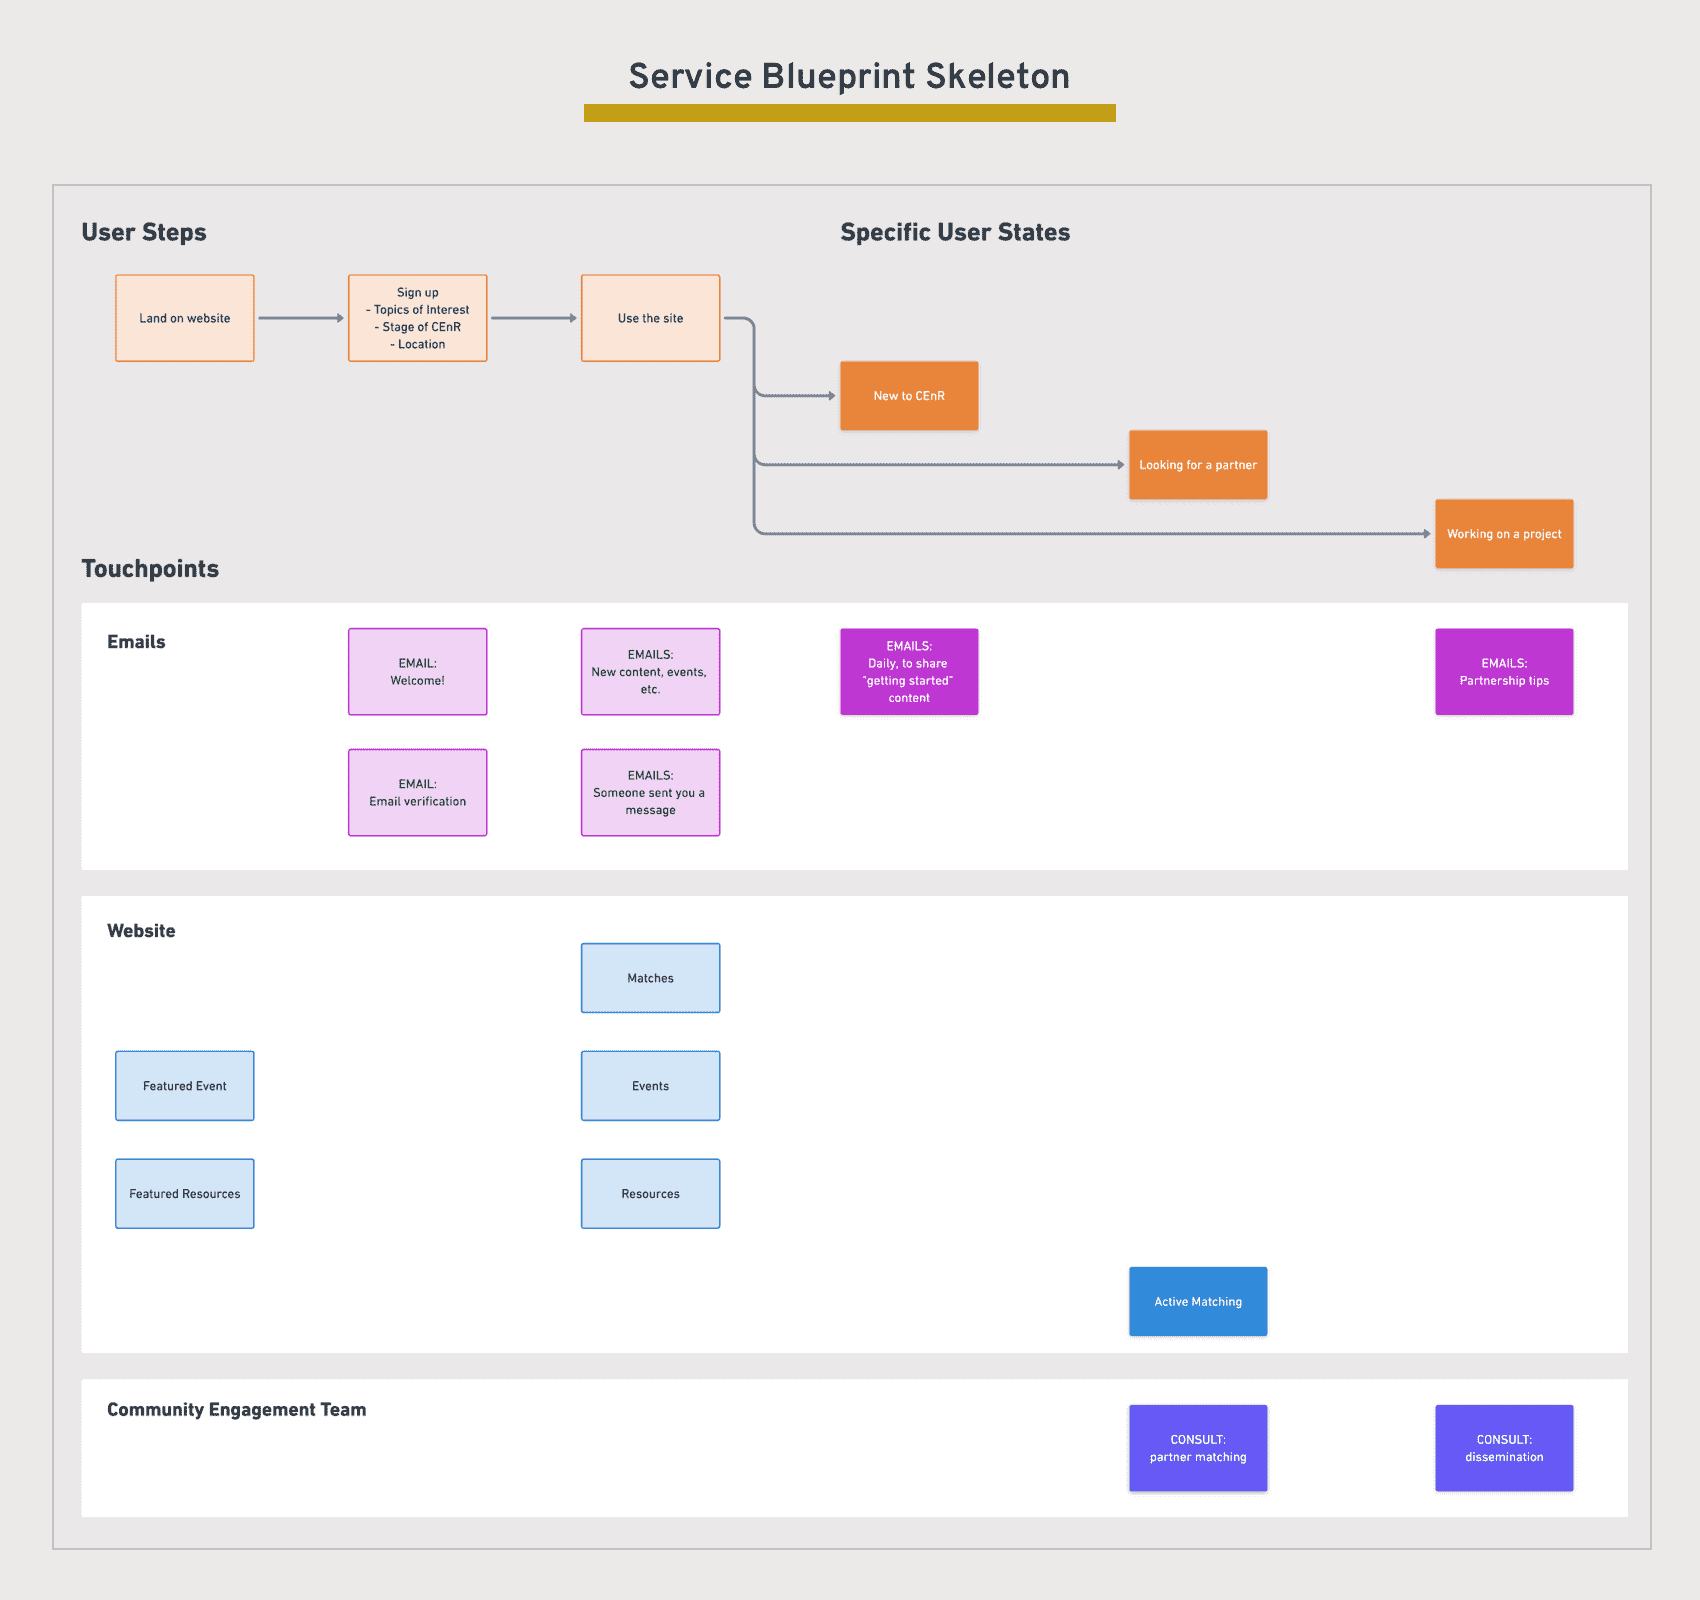 Service Blueprint Skeleton
User Steps
Specific User States
Land on website
Sign up
- Topics of Interest
- Stage of CEnR
- Location
Use the site
New to CEnR
Looking for a partner
Working on a project
Touchpoints
Emails
EMAIL:
Welcome!
EMAILS:
New content, events,
etc.
EMAILS:
Daily, to share
"getting started"
content
EMAILS:
Partnership tips
EMAIL:
Email verification
EMAILS:
Someone sent you a
message
Website
Matches
Featured Event
Events
Featured Resources
Resources
Active Matching
Community Engagement Team
CONSULT:
partner matching
CONSULT:
dissemination